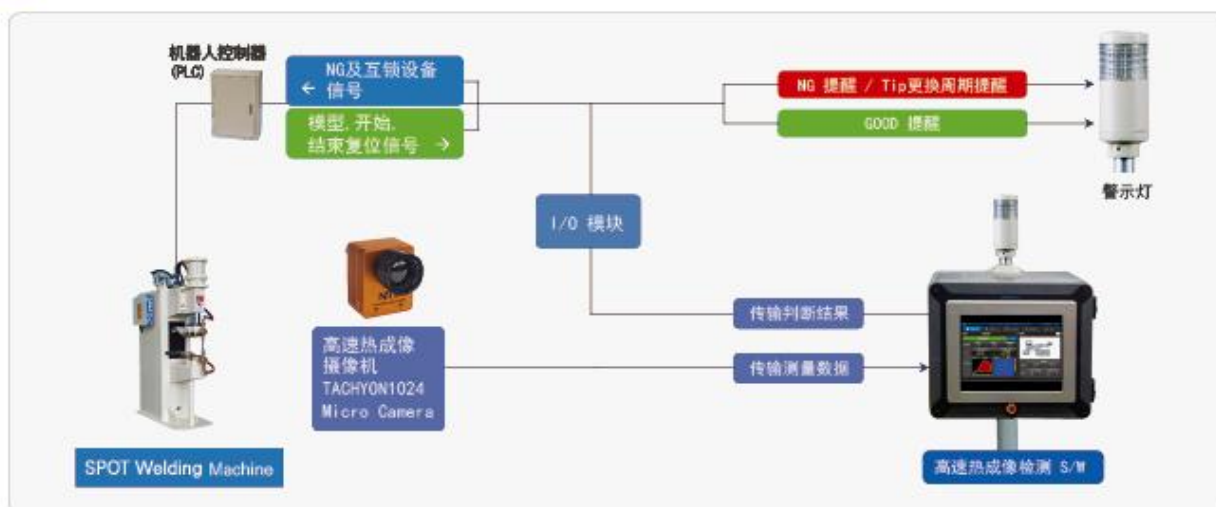 机器人控制器
(PLC)
NG及互锁设备
← 信号
模型,开始,
结束复位信号 →
NG 提醒 / Tip更换周期提醒
GOOD 提醒
警示灯
I/O 模块
高速热成像
摄像机
TACHYON1024
Micro Camera
传输判断结果
传输测量数据
SPOT Welding Machine
高速热成像检测 S/W